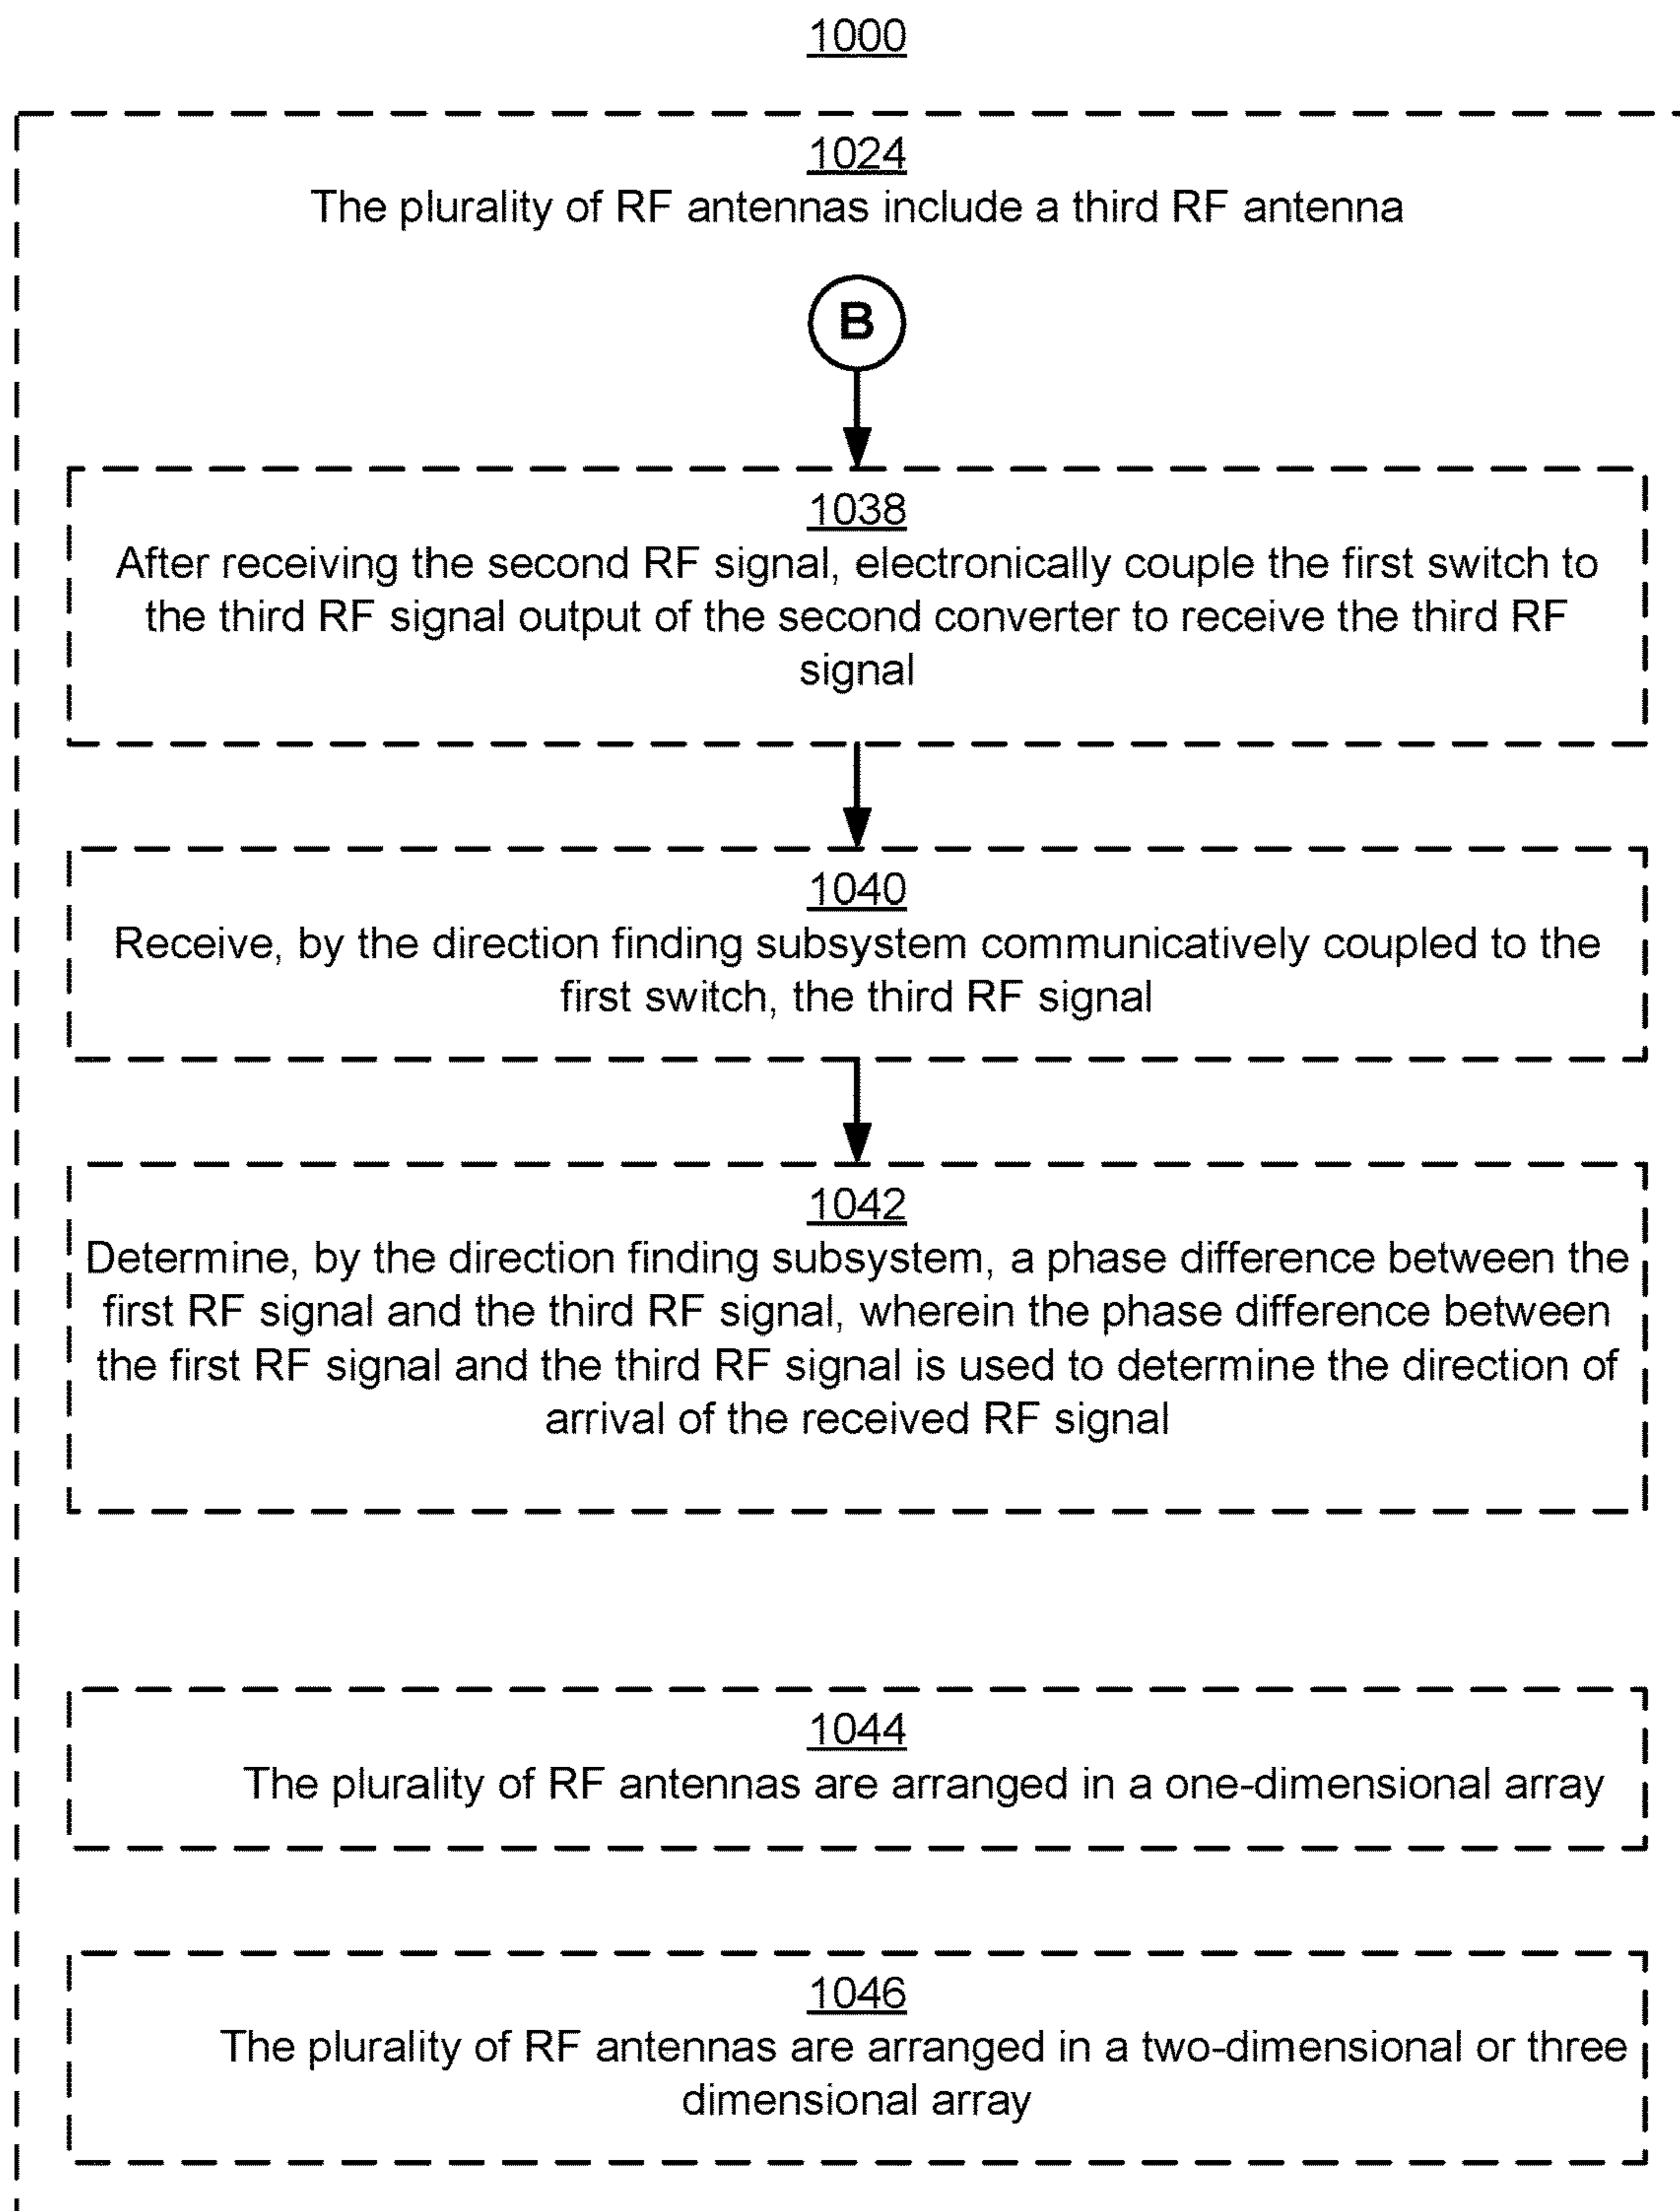 1000
1024
The plurality of RF antennas include a third RF antenna
B
1038
After receiving the second RF signal, electronically couple the first switch to
the third RF signal output of the second converter to receive the third RF
signal
1040
Receive, by the direction finding subsystem communicatively coupled to the
first switch, the third RF signal
1042
Determine, by the direction finding subsystem, a phase difference between the
first RF signal and the third RF signal, wherein the phase difference between
the first RF signal and the third RF signal is used to determine the direction of
arrival of the received RF signal
1044
The plurality of RF antennas are arranged in a one-dimensional array
1046
The plurality of RF antennas are arranged in a two-dimensional or three
dimensional array